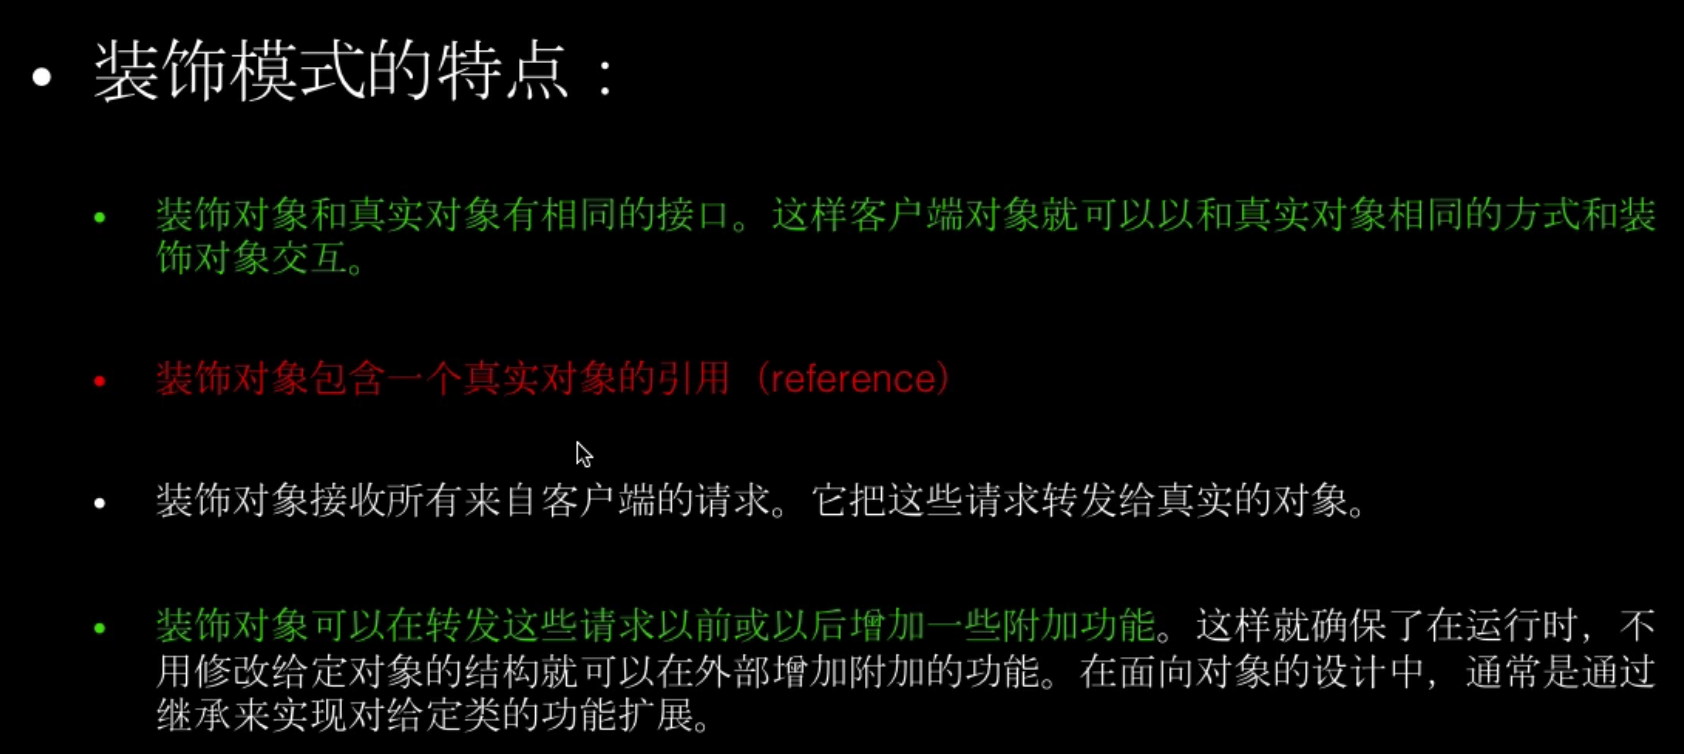 • 装饰模式的特点：
• 装饰对象和真实对象有相同的接口。这样客户端对象就可以以和真实对象相同的方式和装
饰对象交互。
• 装饰对象包含一个真实对象的引用（reference）
• 装饰对象接收所有来自客户端的请求。它把这些请求转发给真实的对象。
• 装饰对象可以在转发这些请求以前或以后增加一些附加功能。这样就确保了在运行时，不
用修改给定对象的结构就可以在外部增加附加的功能。在面向对象的设计中，通常是通过
继承来实现对给定类的功能扩展。